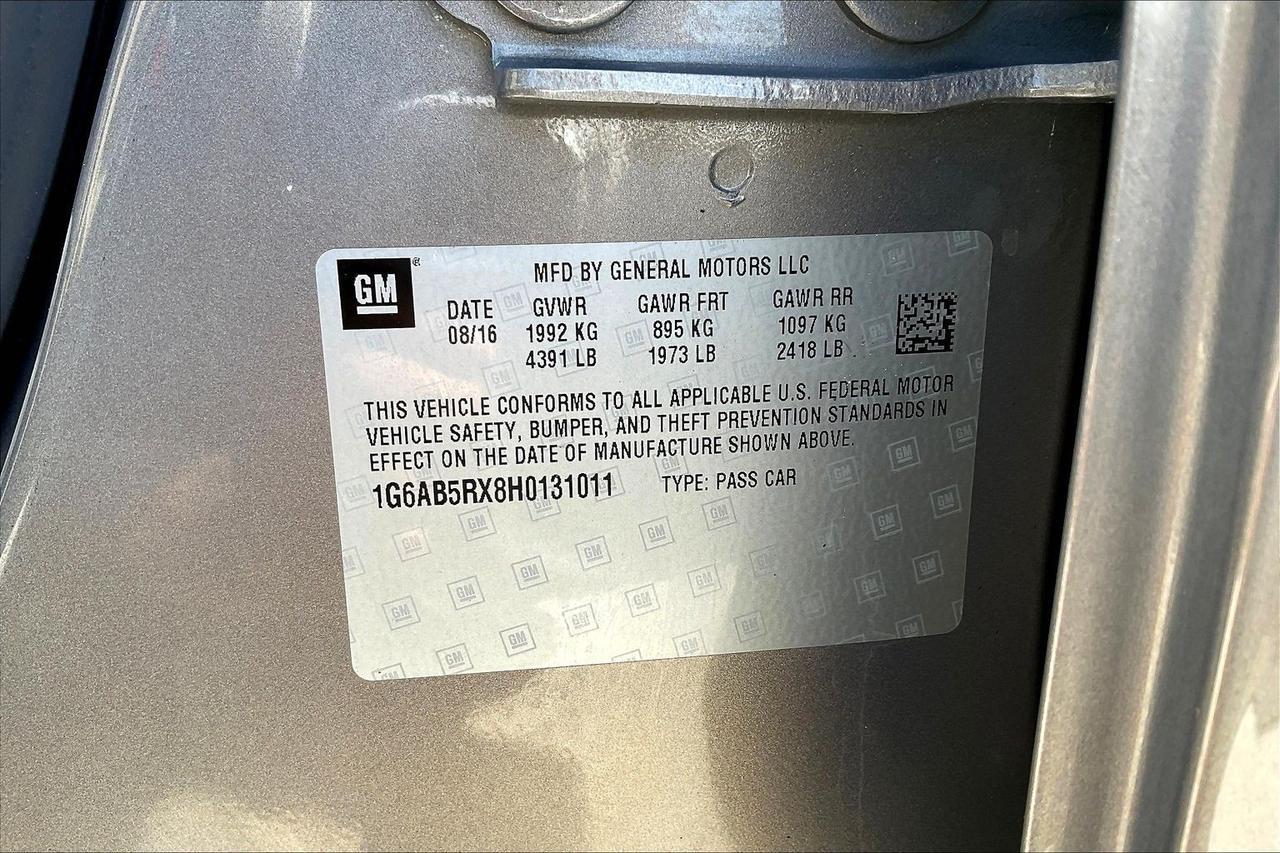 GM®
MFD BY GENERAL MOTORS LLC
DATE GVWR GAWR FRT GAWR RR
08/16 1992 KG 895 KG 1097 KG
4391 LB 1973 LB 2418 LB
THIS VEHICLE CONFORMS TO ALL APPLICABLE U.S. FEDERAL MOTOR
VEHICLE SAFETY, BUMPER, AND THEFT PREVENTION STANDARDS IN
EFFECT ON THE DATE OF MANUFACTURE SHOWN ABOVE.
1G6AB5RX8H0131011 TYPE: PASS CAR